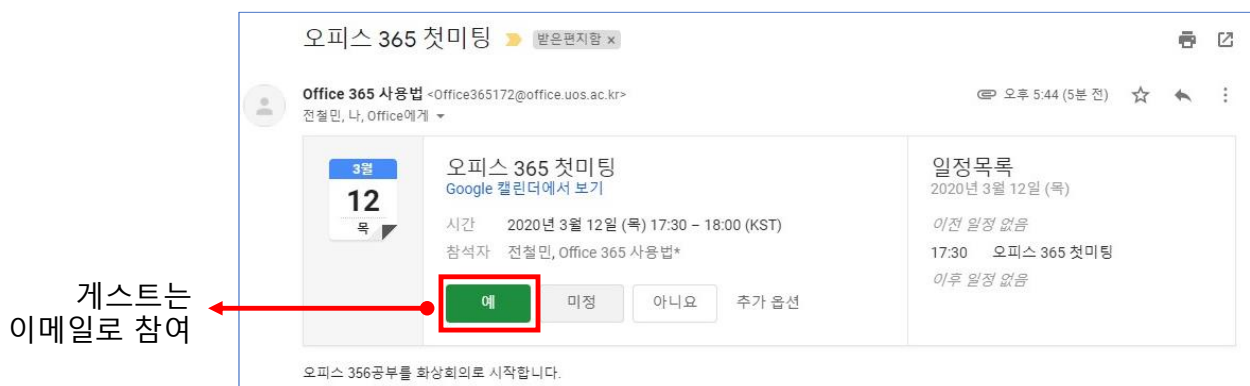 오피스 365 첫미팅 받은편지함 x
Office 365 사용법 <Office365172@office.uos.ac.kr>
오후 5:44 (5분 전)
전철민, 나, Office에게
3월
12
목
오피스 365 첫미팅
Google 캘린더에서 보기
시간 2020년 3월 12일 (목) 17:30 – 18:00 (KST)
참석자 전철민, Office 365 사용법*
예 미정 아니요 추가 옵션
일정목록
2020년 3월 12일 (목)
이전 일정 없음
17:30 오피스 365 첫미팅
이후 일정 없음
게스트는
이메일로 참여
오피스 356공부를 화상회의로 시작합니다.